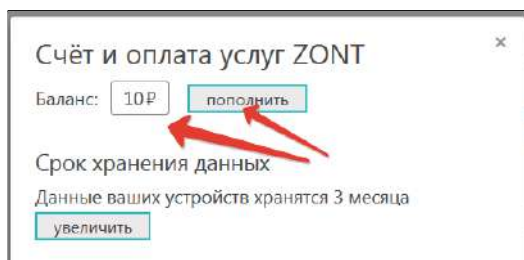 Счёт и оплата услуг ZONT
Баланс: 10₽ пополнить
Срок хранения данных
Данные ваших устройств хранятся 3 месяца
увеличить